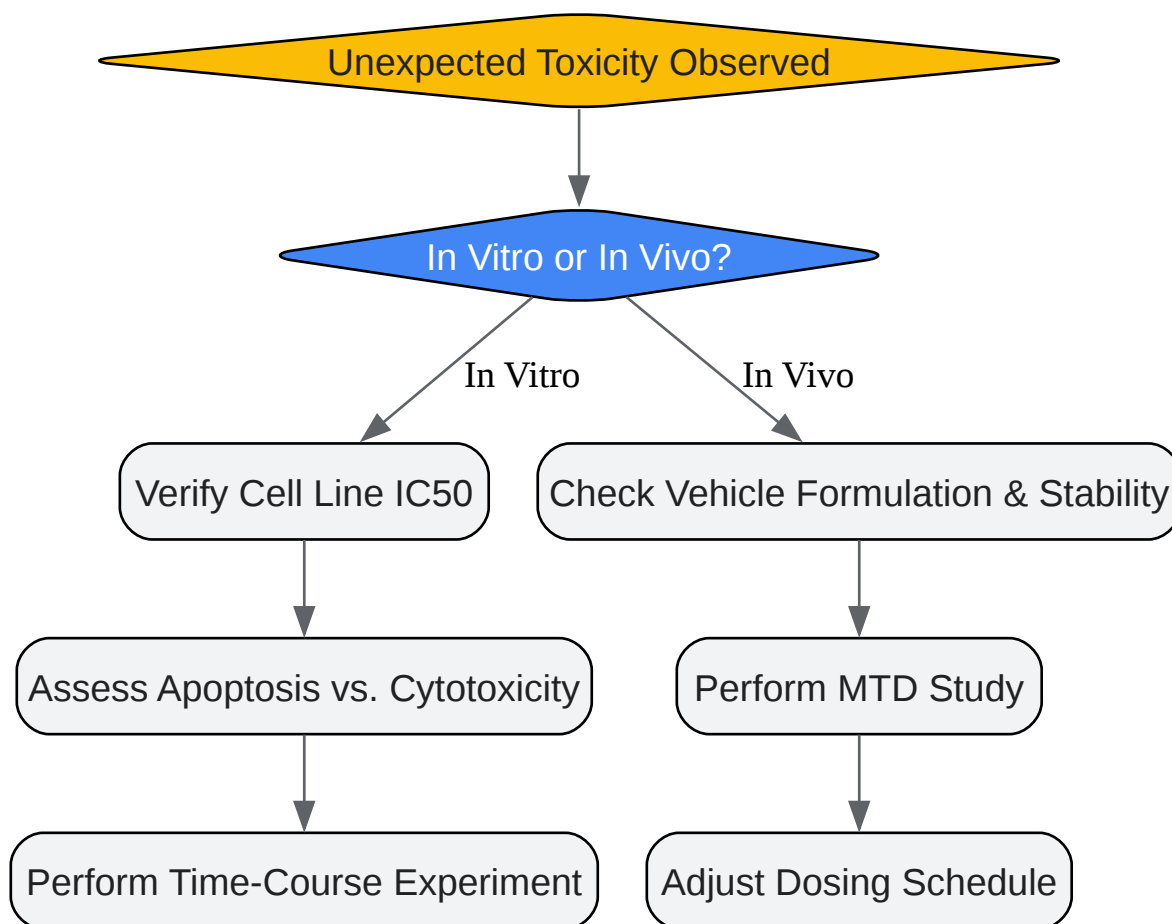 Unexpected Toxicity Observed
In Vitro or In Vivo?
In Vitro
In Vivo
Verify Cell Line IC50
Check Vehicle Formulation & Stability
Assess Apoptosis vs. Cytotoxicity
Perform MTD Study
Perform Time-Course Experiment
Adjust Dosing Schedule